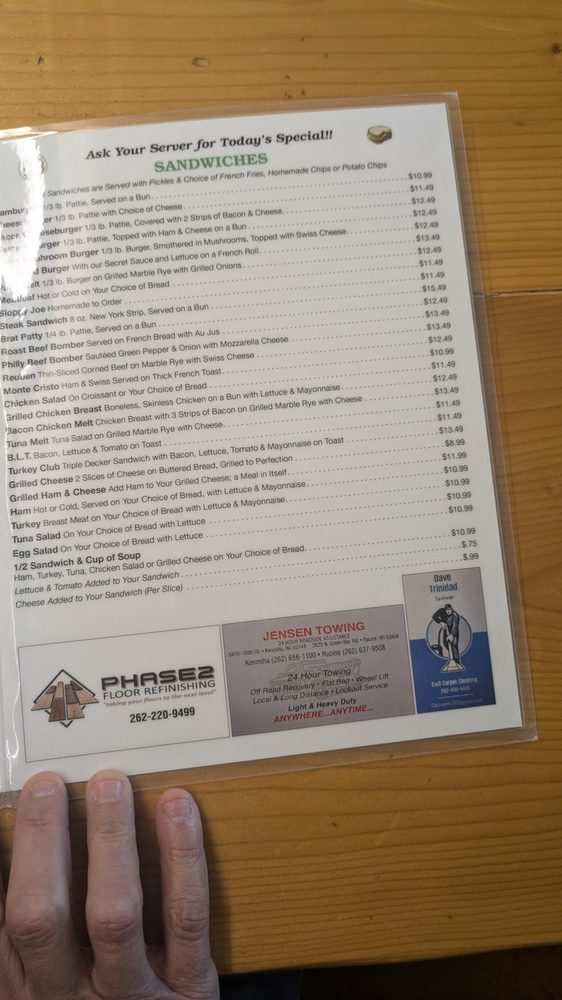 Ask Your Server for Today's Special!!
SANDWICHES
Sandwiches are Served with Pickles & Choice of French Fries, Homemade Chips or Potato Chips
1/3 lb. Pattie, Served on a Bun $10.99
1/3 lb. Pattie with Choice of Cheese $11.49
1/3 lb. Pattie, Covered with 2 Strips of Bacon & Cheese $12.49
Burger 1/3 lb. Pattie, Topped with Ham & Cheese on a Bun $12.49
Burger 1/3 lb. Burger, Smothered in Mushrooms, Topped with Swiss Cheese $12.49
Burger With our Secret Sauce and Lettuce on a French Roll $13.49
1/3 lb. Burger on Grilled Marble Rye with Grilled Onions $12.49
Meatloaf Hot or Cold on Your Choice of Bread $11.49
Sloppy Joe Homemade to Order $11.49
Steak Sandwich 8 oz. New York Strip, Served on a Bun $15.49
Brat Patty 1/4 lb. Pattie, Served on a Bun $12.49
Roast Beef Bomber Served on French Bread with Au Jus $13.49
Philly Beef Bomber Sautéed Green Pepper & Onion with Mozzarella Cheese $13.49
Reuben Thin-Sliced Corned Beef on Marble Rye with Swiss Cheese $12.49
Monte Cristo Ham & Swiss Served on Thick French Toast $10.99
Chicken Salad On Croissant or Your Choice of Bread $11.49
Grilled Chicken Breast Boneless, Skinless Chicken on a Bun with Lettuce & Mayonnaise $12.49
Bacon Chicken Melt Chicken Breast with 3 Strips of Bacon on Grilled Marble Rye with Cheese $13.49
Tuna Melt Tuna Salad on Grilled Marble Rye with Cheese $11.49
B.L.T. Bacon, Lettuce & Tomato on Toast $11.49
Turkey Club Triple Decker Sandwich with Bacon, Lettuce, Tomato & Mayonnaise on Toast $13.49
Grilled Cheese 2 Slices of Cheese on Buttered Bread, Grilled to Perfection $8.99
Grilled Ham & Cheese Add Ham to Your Grilled Cheese; a Meal in Itself $11.99
Ham Hot or Cold, Served on Your Choice of Bread, with Lettuce & Mayonnaise $10.99
Turkey Breast Meat on Your Choice of Bread with Lettuce & Mayonnaise $10.99
Tuna Salad On Your Choice of Bread with Lettuce $10.99
Egg Salad On Your Choice of Bread with Lettuce $10.99
1/2 Sandwich & Cup of Soup
Ham, Turkey, Tuna, Chicken Salad or Grilled Cheese on Your Choice of Bread $10.99
Lettuce & Tomato Added to Your Sandwich $.75
Cheese Added to Your Sandwich (Per Slice) $.99
PHASE2
FLOOR REFINISHING
"taking your floors to the next level"
262-220-9499
JENSEN TOWING
24 HOUR ROADSIDE ASSISTANCE
Kenosha (262) 656-1100 • Racine (262) 637-9508
24 Hour Towing
Off Road Recovery • Flat Bed • Wheel Lift
Local & Long Distance • Lockout Service
Light & Heavy Duty
ANYWHERE...ANYTIME...
Dave
Trinidad
Carpet Cleaning